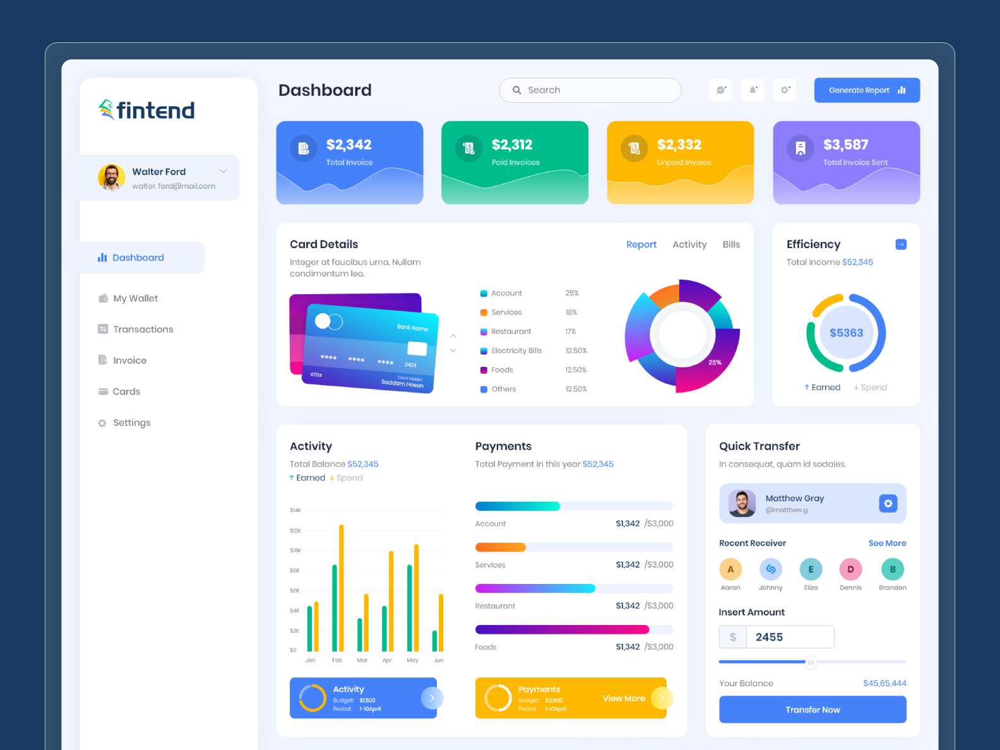 fintend
Walter Ford
walter. ford@mail.com
Dashboard
My Wallet
Transactions
Invoice
Cards
Settings
Dashboard
Search
Generate Report
$2,342
Total Invoice
$2,312
Paid Invoices
$2,332
Unpaid Invoice
$3,587
Total Invoice Sent
Card Details
Integer at faucibus urna. Nullam
condimentum leo.
Report
Activity
Bills
Bank Name
**** **** **** 2423
07/23
Card Holder
Saddam Hosen
Account 25%
Services 18%
Restaurant 17%
Electricity Bills 12.50%
Foods 12.50%
Others 12.50%
25%
Efficiency
Total Income $52,345
$5363
Earned
Spend
Activity
Total Balance $52,345
Earned
Spend
$14K
$12K
$10K
$8K
$6K
$4K
$2K
$0
Jan Feb Mar Apr May Jun
Activity
Budget: $1,500
Period: 1-10April
Payments
Total Payment in this year $52,345
Account $1,342 /$3,000
Services $1,342 /$3,000
Restaurant $1,342 /$3,000
Foods $1,342 /$3,000
Payments
Budget: $3,000
Period: 1-10April
View More
Quick Transfer
In consequat, quam id sodales.
Matthew Gray
@matthew.g
Recent Receiver
See More
A E D B
Aaron Johnny Eliza Dennis Brandon
Insert Amount
$ 2455
Your Balance $45,65,444
Transfer Now